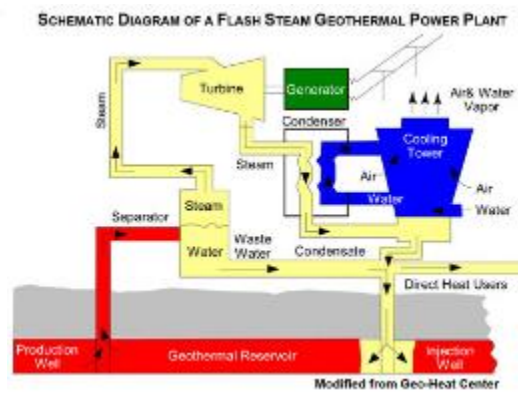 SCHEMATIC DIAGRAM OF A FLASH STEAM GEOTHERMAL POWER PLANT
Turbine
Generator
Air& Water
Vapor
Condenser
Cooling
Tower
Steam
Steam
Air
Air
Water
Water
Steam
Separator
Water
Waste
Water
Condensate
Direct Heat Users
Production
Well
Geothermal Reservoir
Injection
Well
Modified from Geo-Heat Center